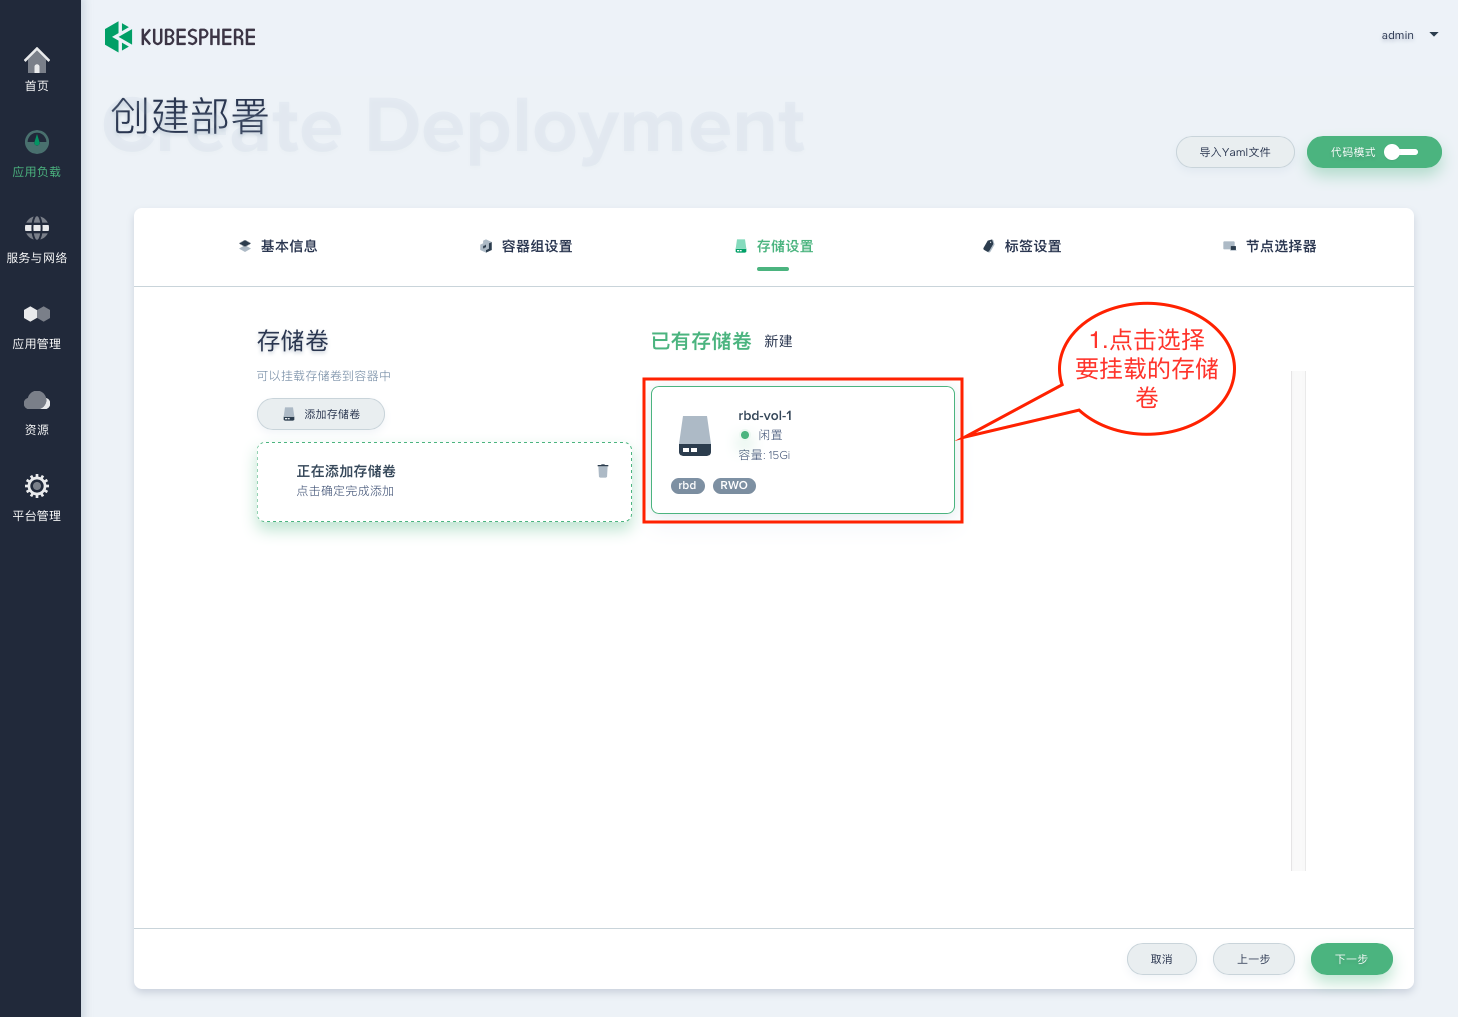 KUBESPHERE
admin
首页
应用负载
服务与网络
应用管理
资源
平台管理
Create Deployment
创建部署
导入Yaml文件
代码模式
基本信息
容器组设置
存储设置
标签设置
节点选择器
存储卷
可以挂载存储卷到容器中
添加存储卷
正在添加存储卷
点击确定完成添加
已有存储卷 新建
rbd-vol-1
闲置
容量: 15Gi
rbd RWO
1.点击选择
要挂载的存储
卷
取消
上一步
下一步